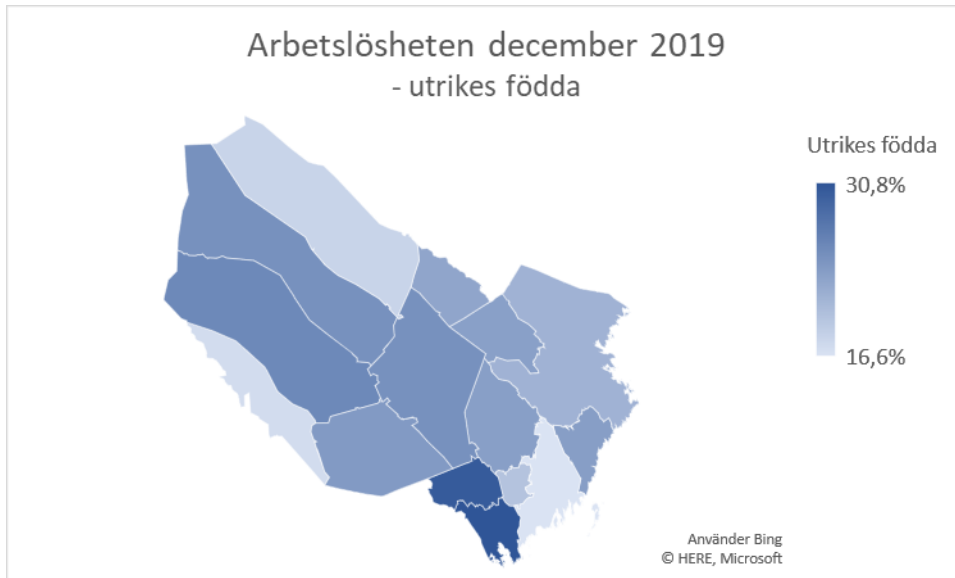 Arbetslösheten december 2019
- utrikes födda
Utrikes födda
30,8%
16,6%
Använder Bing
© HERE, Microsoft